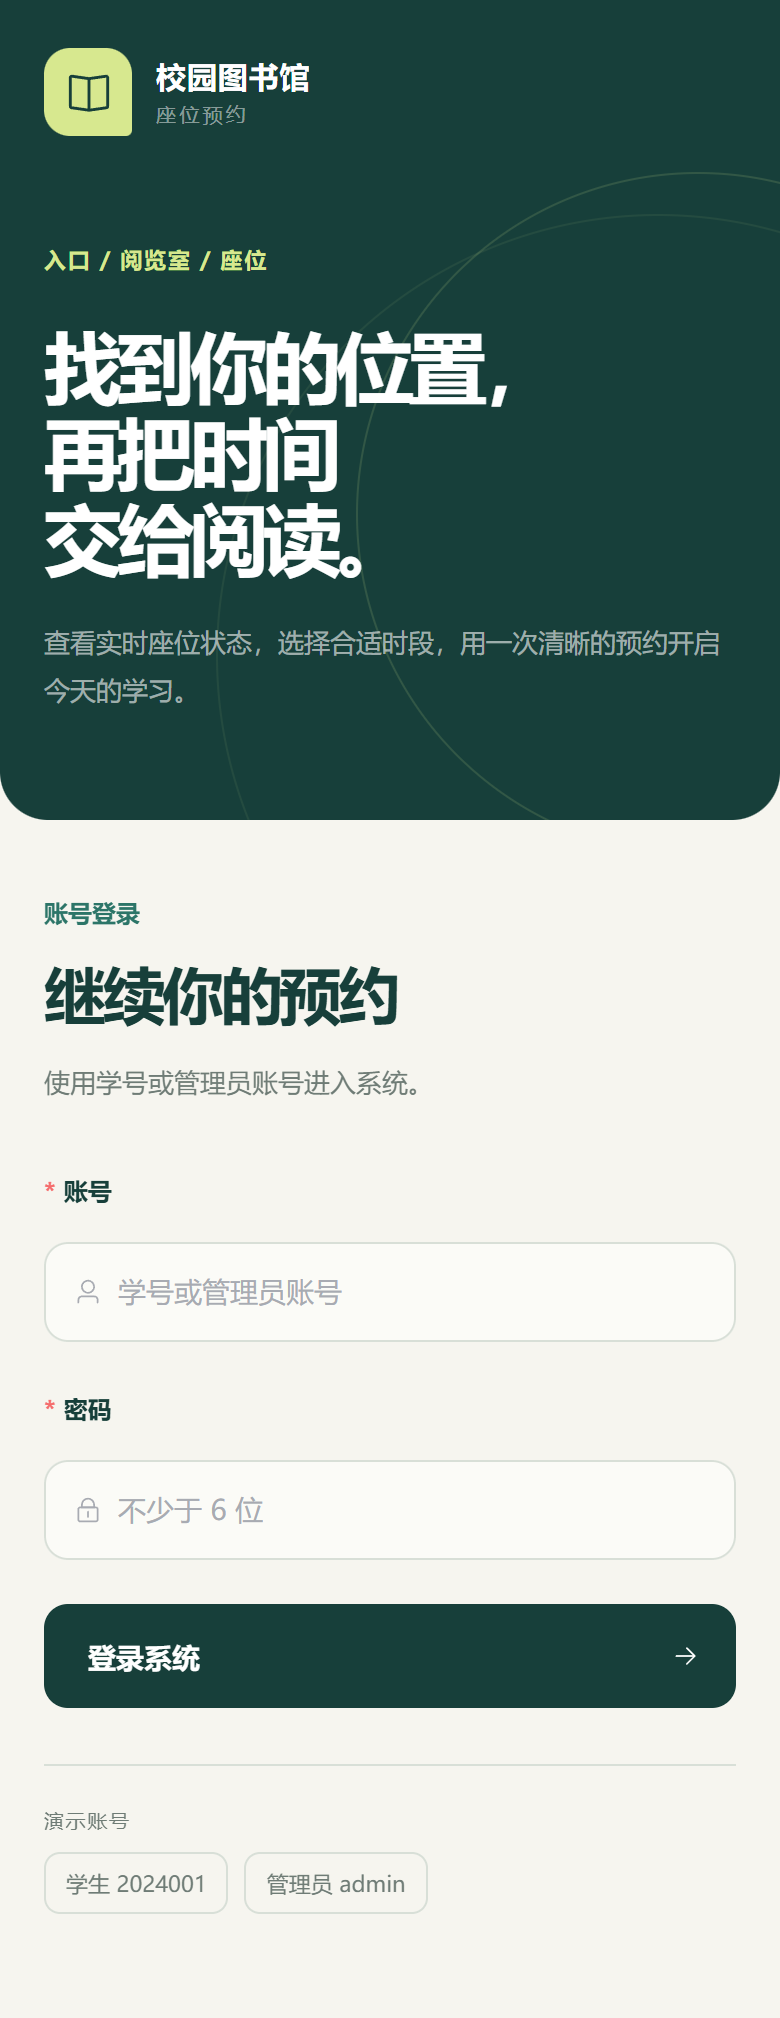 校园图书馆
座位预约
入口 / 阅览室 / 座位
找到你的位置，
再把时间
交给阅读。
查看实时座位状态，选择合适时段，用一次清晰的预约开启
今天的学习。
账号登录
继续你的预约
使用学号或管理员账号进入系统。
* 账号
学号或管理员账号
* 密码
不少于 6 位
登录系统
演示账号
学生 2024001
管理员 admin